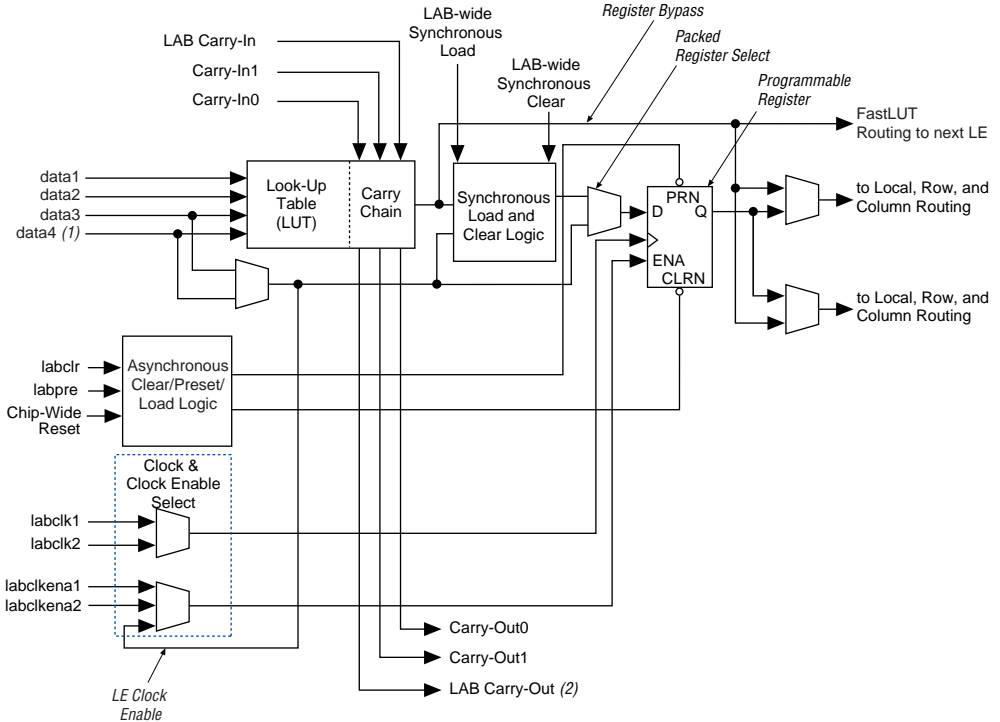 Register Bypass
LAB-wide
Synchronous
Load
Packed
Register Select
LAB Carry-In
Carry-In1
Carry-In0
LAB-wide
Synchronous
Clear
Programmable
Register
FastLUT
Routing to next LE
data1
data2
data3
data4 (1)
Look-Up
Table
(LUT)
Carry
Chain
Synchronous
Load and
Clear Logic
PRN
D
Q
ENA
CLRN
to Local, Row, and
Column Routing
to Local, Row, and
Column Routing
labclr
labpre
Chip-Wide
Reset
Asynchronous
Clear/Preset/
Load Logic
Clock &
Clock Enable
Select
labclk1
labclk2
labclkena1
labclkena2
Carry-Out0
Carry-Out1
LAB Carry-Out (2)
LE Clock
Enable